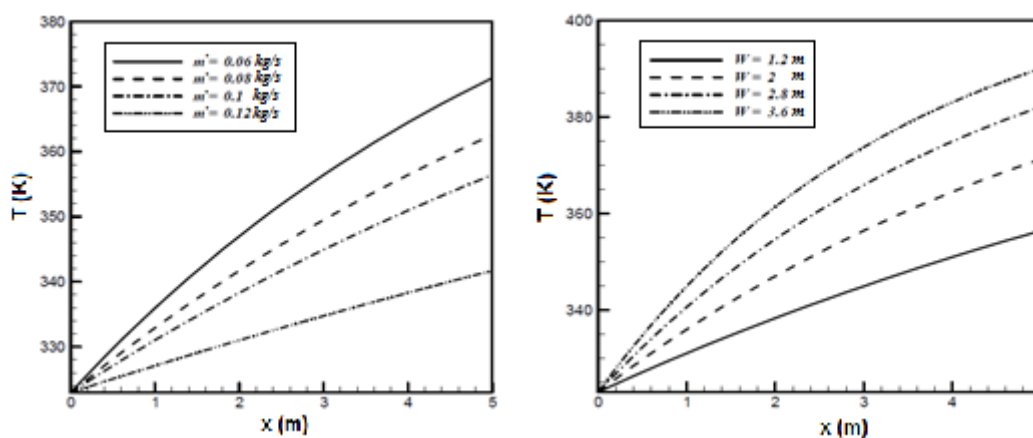 380
370
360
350
340
330
T (K)
m˙= 0.06 kg/s
m˙= 0.08 kg/s
m˙= 0.1 kg/s
m˙= 0.12 kg/s
0 1 2 3 4 5
x (m)
400
380
360
340
T (K)
W = 1.2 m
W = 2 m
W = 2.8 m
W = 3.6 m
0 1 2 3 4
x (m)